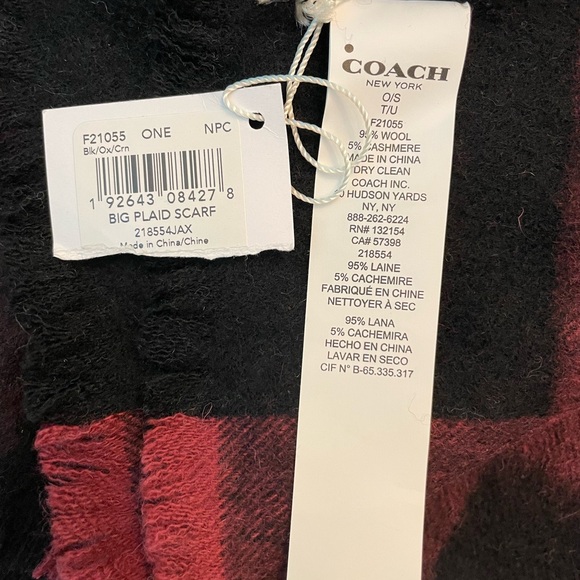 F21055 ONE NPC
Blk/Ox/Crn
1 92643 08427 8
BIG PLAID SCARF
218554JAX
Made in China/Chine
COACH
NEW YORK
O/S
T/U
F21055
95% WOOL
5% CASHMERE
MADE IN CHINA
DRY CLEAN
COACH INC.
HUDSON YARDS
NY, NY
888-262-6224
RN# 132154
CA# 57398
218554
95% LAINE
5% CACHEMIRE
FABRIQUÉ EN CHINE
NETTOYER À SEC
95% LANA
5% CACHEMIRA
HECHO EN CHINA
LAVAR EN SECO
CIF N° B-65.335.317